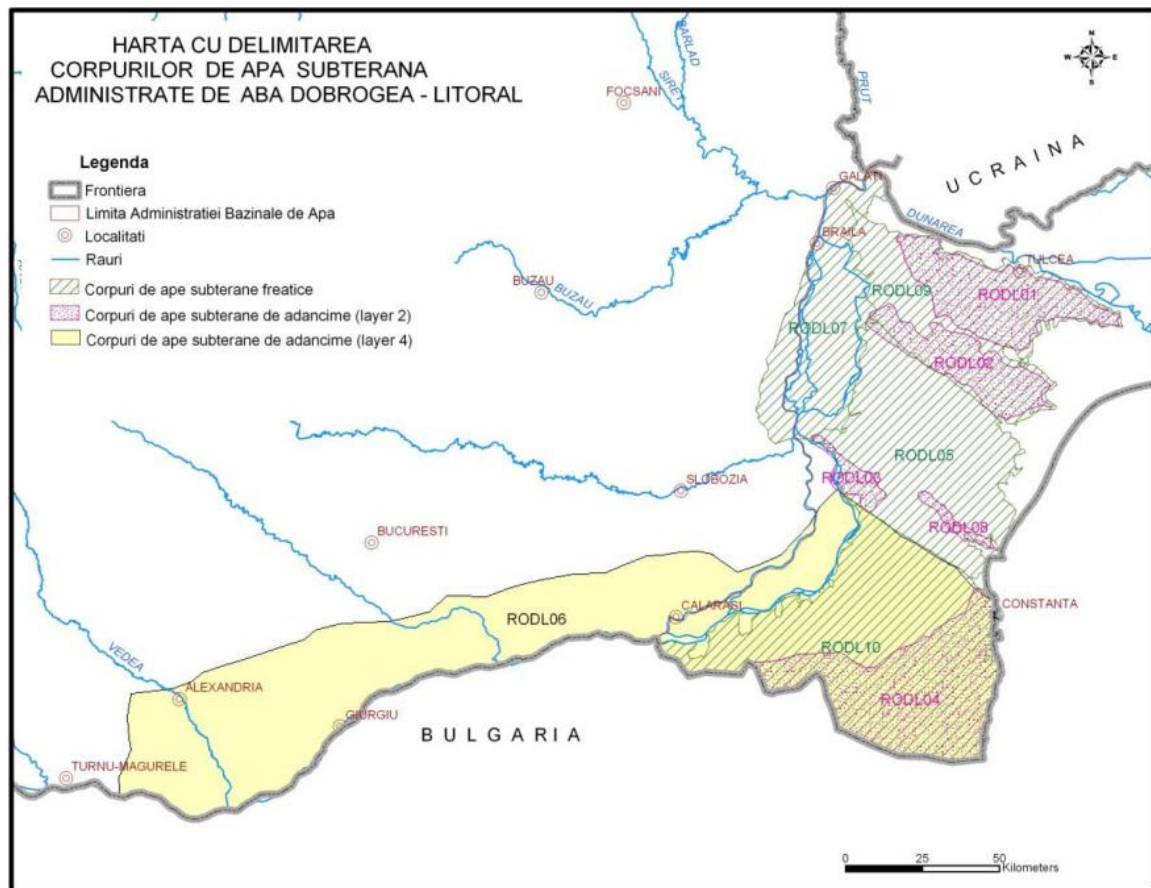 HARTA CU DELIMITAREA
CORPURILOR DE APA SUBTERANA
ADMINISTRATE DE ABA DOBROGEA - LITORAL
Legenda
Frontiera
Limita Administratiei Bazinale de Apa
Localitati
Rauri
Corpuri de ape subterane freatice
Corpuri de ape subterane de adancime (layer 2)
Corpuri de ape subterane de adancime (layer 4)
N
W
E
S
BARLAD
SIRET
PRUT
FOCSANI
UCRAINA
GALATI
DUNAREA
BRAILA
TULCEA
BUZAU
BUZAU
RODL09
RODL01
RODL07
RODL02
RODL05
SLOBOZIA
RODL03
RODL08
BUCURESTI
CALARASI
CONSTANTA
RODL06
RODL10
VEDEA
ALEXANDRIA
RODL04
GIURGIU
BULGARIA
TURNU-MAGURELE
0 25 50
Kilometers